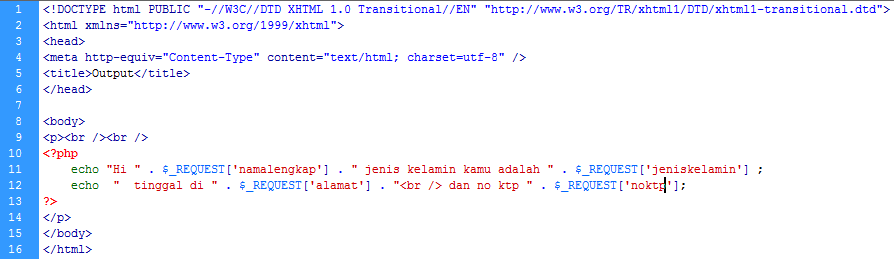 1 <!DOCTYPE html PUBLIC "-//W3C//DTD XHTML 1.0 Transitional//EN" "http://www.w3.org/TR/xhtml1/DTD/xhtml1-transitional.dtd">
2 <html xmlns="http://www.w3.org/1999/xhtml">
3 <head>
4 <meta http-equiv="Content-Type" content="text/html; charset=utf-8" />
5 <title>Output</title>
6 </head>
7
8 <body>
9 <p><br /><br />
10 <?php
11     echo "Hi " . $_REQUEST['namalengkap'] . " jenis kelamin kamu adalah " . $_REQUEST['jeniskelamin'] ;
12     echo  "  tinggal di " . $_REQUEST['alamat'] . "<br /> dan no ktp " . $_REQUEST['noktp'];
13 ?>
14 </p>
15 </body>
16 </html>